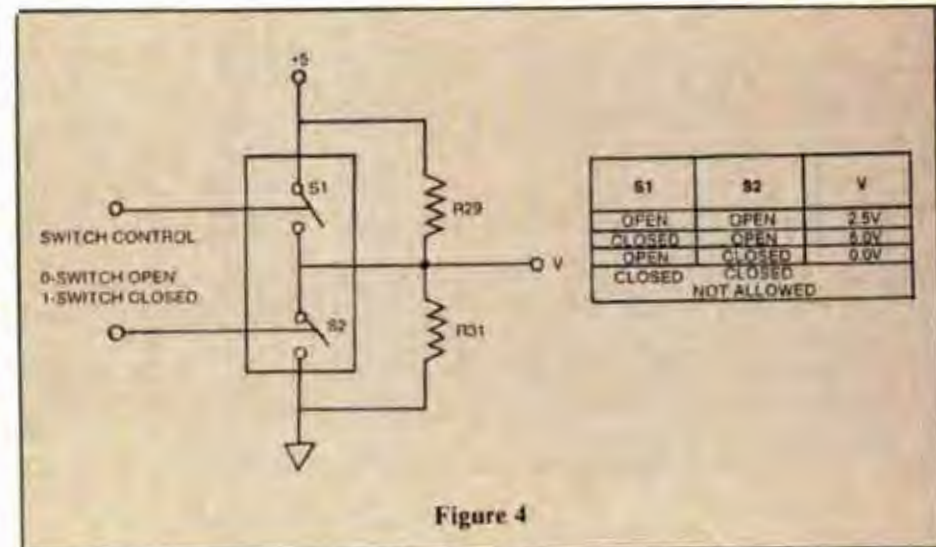 +5
S1
R29
SWITCH CONTROL
0-SWITCH OPEN
1-SWITCH CLOSED
V
S2
R31
S1 S2 V
OPEN OPEN 2.5V
CLOSED OPEN 5.0V
OPEN CLOSED 0.0V
CLOSED CLOSED
NOT ALLOWED
Figure 4